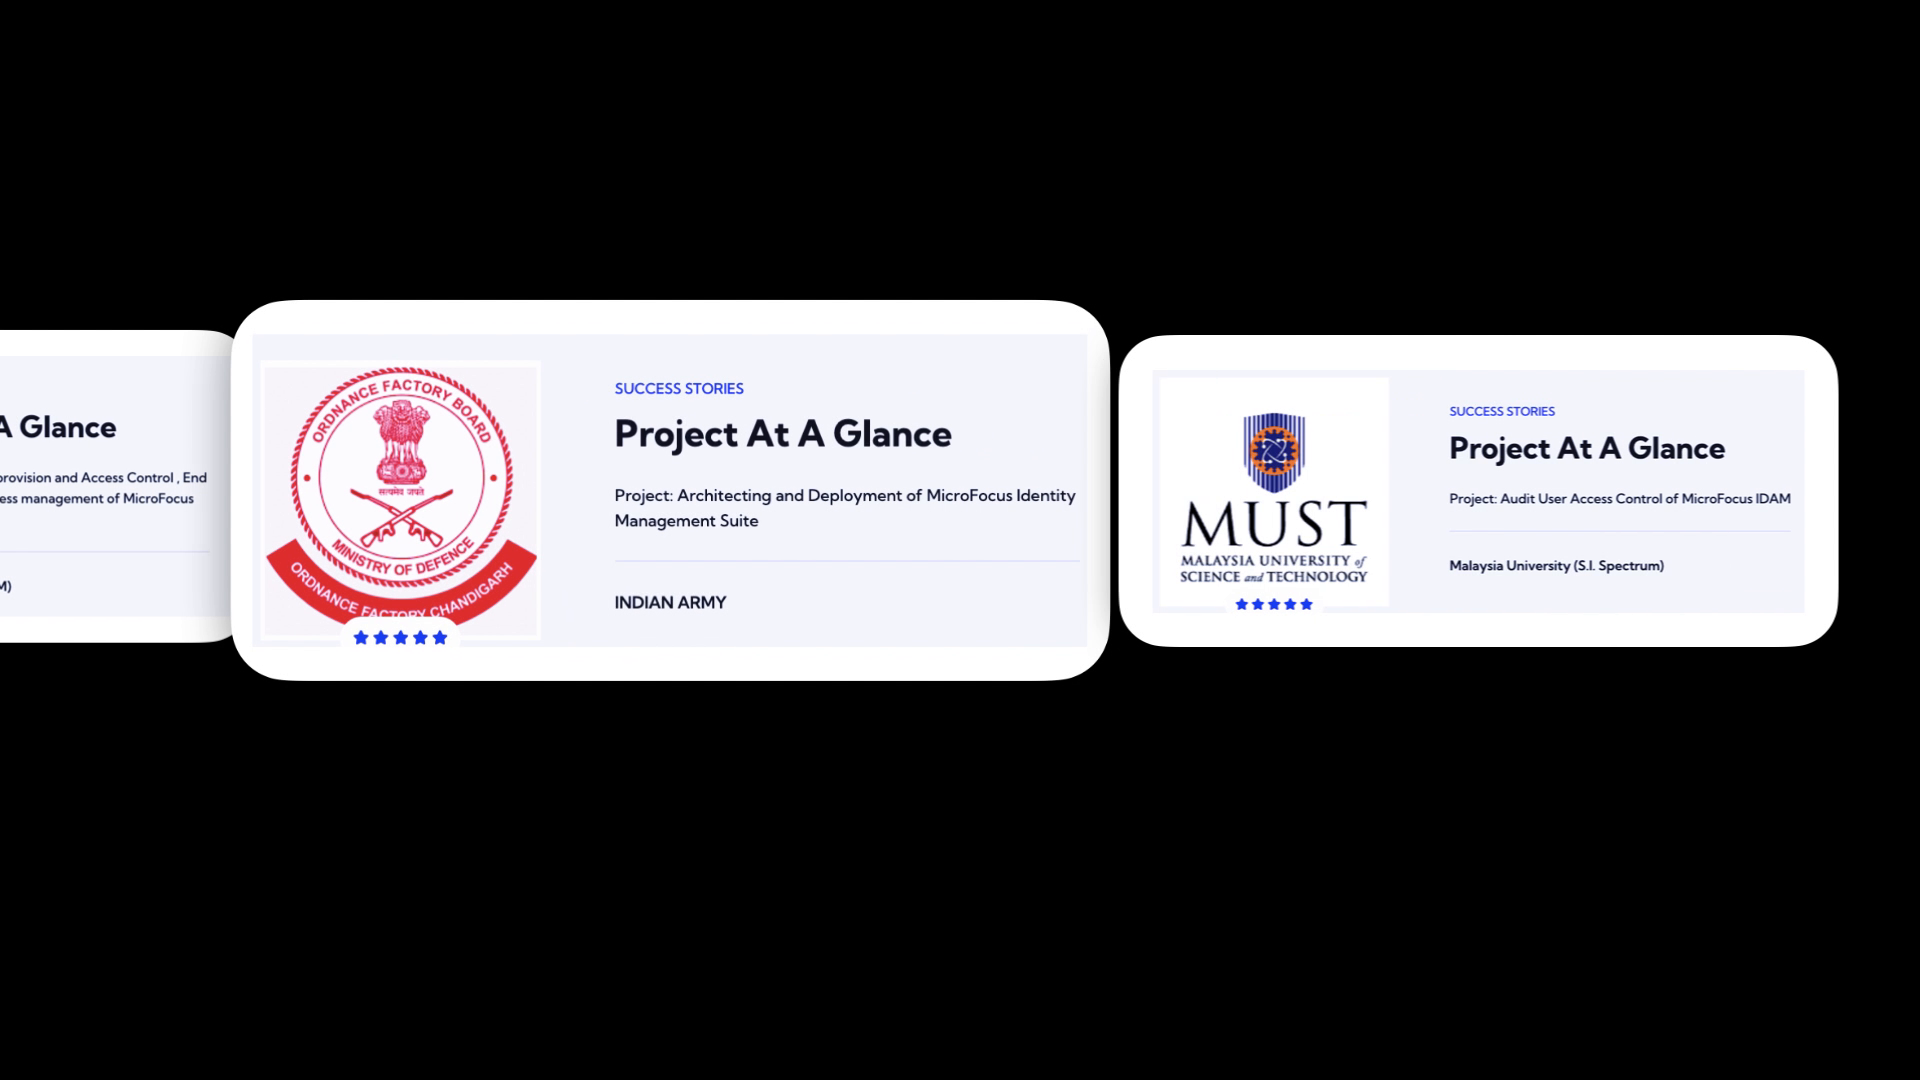 A Glance
provision and Access Control , End
ess management of MicroFocus
M)
ORDNANCE FACTORY BOARD
सत्यमेव जयते
MINISTRY OF DEFENCE
ORDNANCE FACTORY CHANDIGARH
SUCCESS STORIES
Project At A Glance
Project: Architecting and Deployment of MicroFocus Identity
Management Suite
INDIAN ARMY
MUST
MALAYSIA UNIVERSITY of
SCIENCE and TECHNOLOGY
SUCCESS STORIES
Project At A Glance
Project: Audit User Access Control of MicroFocus IDAM
Malaysia University (S.I. Spectrum)